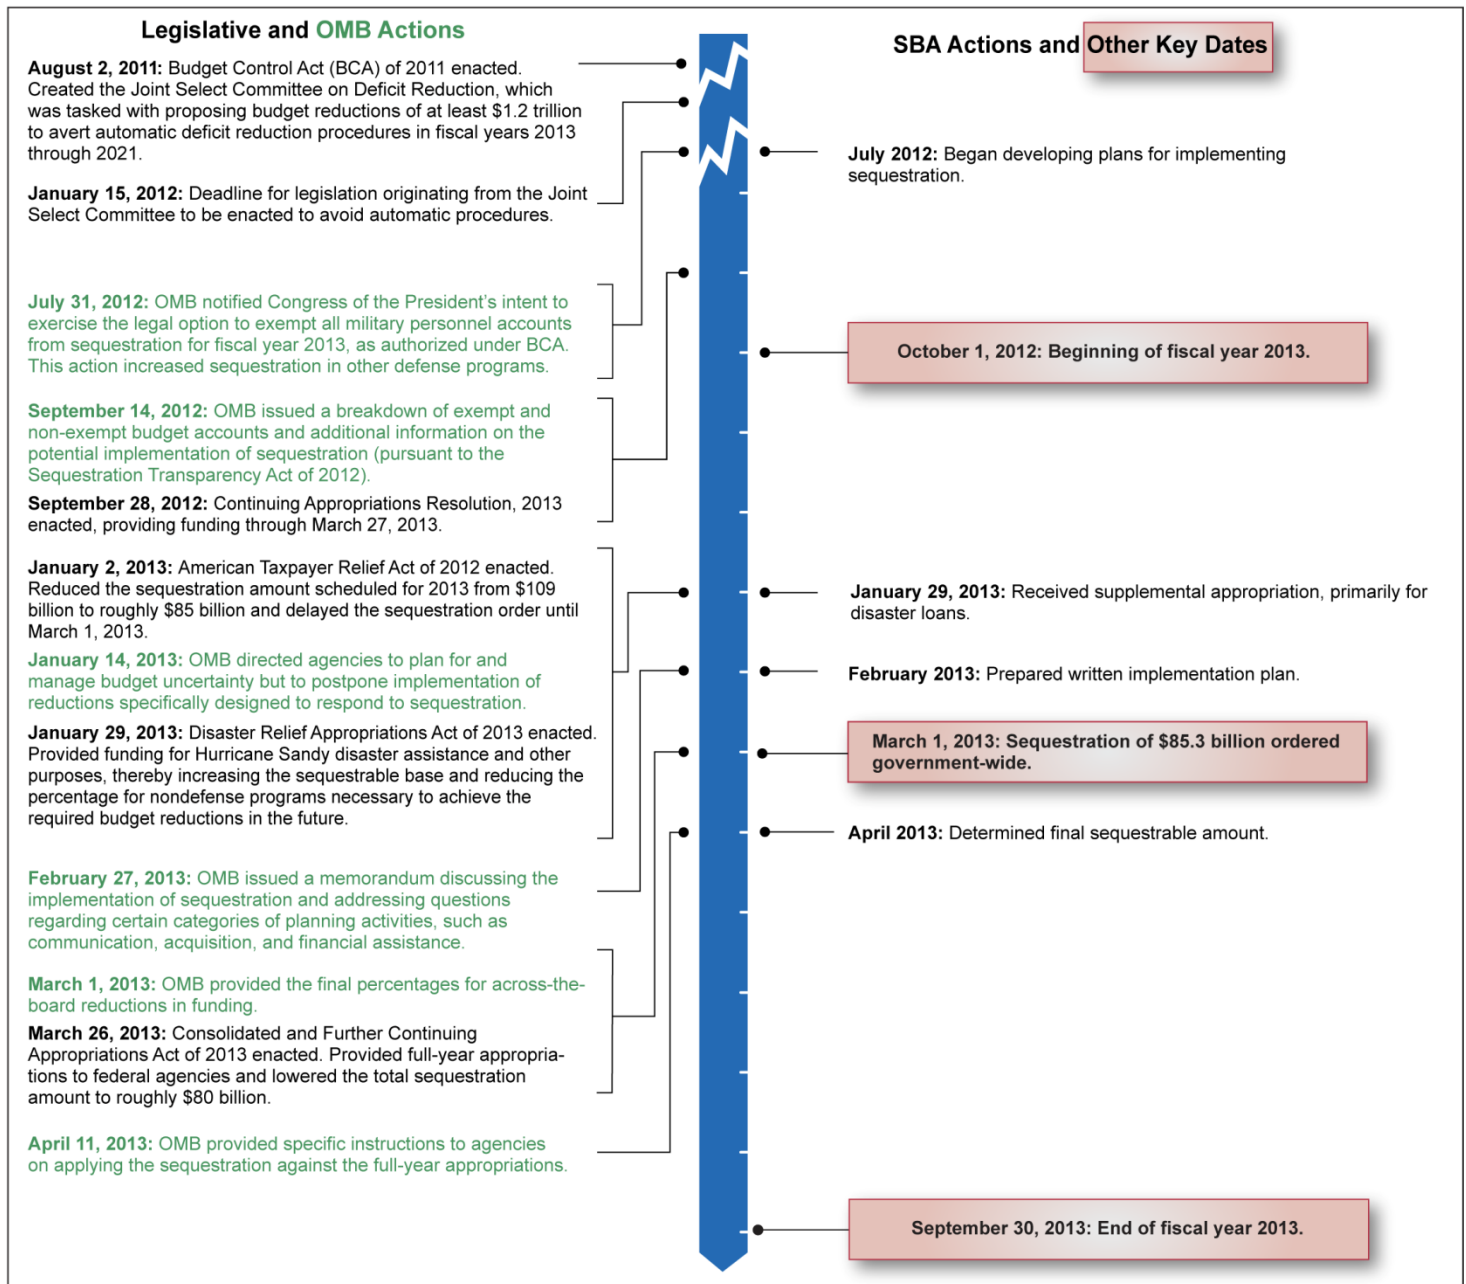 Legislative and OMB Actions
August 2, 2011: Budget Control Act (BCA) of 2011 enacted.
Created the Joint Select Committee on Deficit Reduction, which
was tasked with proposing budget reductions of at least $1.2 trillion
to avert automatic deficit reduction procedures in fiscal years 2013
through 2021.
January 15, 2012: Deadline for legislation originating from the Joint
Select Committee to be enacted to avoid automatic procedures.
July 31, 2012: OMB notified Congress of the President’s intent to
exercise the legal option to exempt all military personnel accounts
from sequestration for fiscal year 2013, as authorized under BCA.
This action increased sequestration in other defense programs.
September 14, 2012: OMB issued a breakdown of exempt and
non-exempt budget accounts and additional information on the
potential implementation of sequestration (pursuant to the
Sequestration Transparency Act of 2012).
September 28, 2012: Continuing Appropriations Resolution, 2013
enacted, providing funding through March 27, 2013.
January 2, 2013: American Taxpayer Relief Act of 2012 enacted.
Reduced the sequestration amount scheduled for 2013 from $109
billion to roughly $85 billion and delayed the sequestration order until
March 1, 2013.
January 14, 2013: OMB directed agencies to plan for and
manage budget uncertainty but to postpone implementation of
reductions specifically designed to respond to sequestration.
January 29, 2013: Disaster Relief Appropriations Act of 2013 enacted.
Provided funding for Hurricane Sandy disaster assistance and other
purposes, thereby increasing the sequestrable base and reducing the
percentage for nondefense programs necessary to achieve the
required budget reductions in the future.
February 27, 2013: OMB issued a memorandum discussing the
implementation of sequestration and addressing questions
regarding certain categories of planning activities, such as
communication, acquisition, and financial assistance.
March 1, 2013: OMB provided the final percentages for across-the-
board reductions in funding.
March 26, 2013: Consolidated and Further Continuing
Appropriations Act of 2013 enacted. Provided full-year appropria-
tions to federal agencies and lowered the total sequestration
amount to roughly $80 billion.
April 11, 2013: OMB provided specific instructions to agencies
on applying the sequestration against the full-year appropriations.
SBA Actions and Other Key Dates
July 2012: Began developing plans for implementing
sequestration.
October 1, 2012: Beginning of fiscal year 2013.
January 29, 2013: Received supplemental appropriation, primarily for
disaster loans.
February 2013: Prepared written implementation plan.
March 1, 2013: Sequestration of $85.3 billion ordered
government-wide.
April 2013: Determined final sequestrable amount.
September 30, 2013: End of fiscal year 2013.